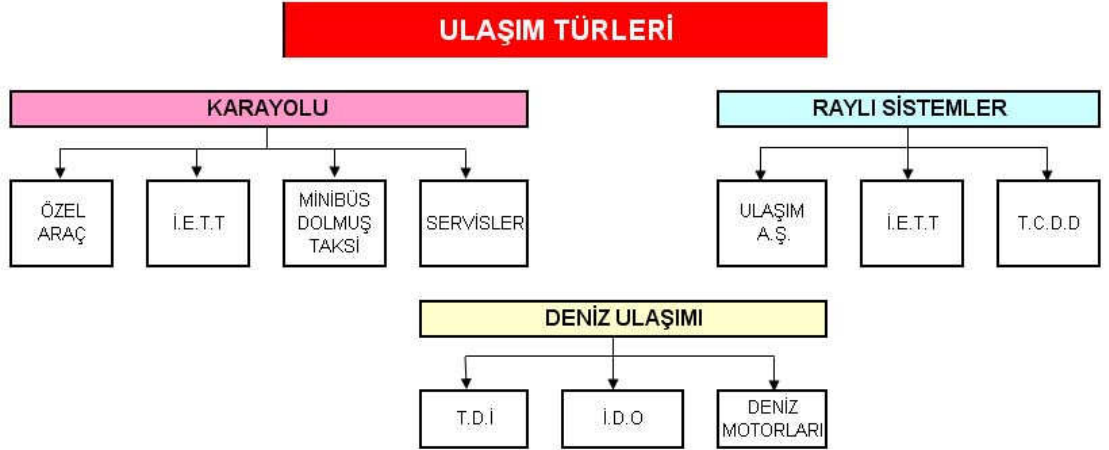 ULAŞIM TÜRLERİ
KARAYOLU
ÖZEL
ARAÇ
İ.E.T.T
MİNİBÜS
DOLMUŞ
TAKSİ
SERVİSLER
RAYLI SİSTEMLER
ULAŞIM
A.Ş.
İ.E.T.T
T.C.D.D
DENİZ ULAŞIMI
T.D.İ
İ.D.O
DENİZ
MOTORLARI